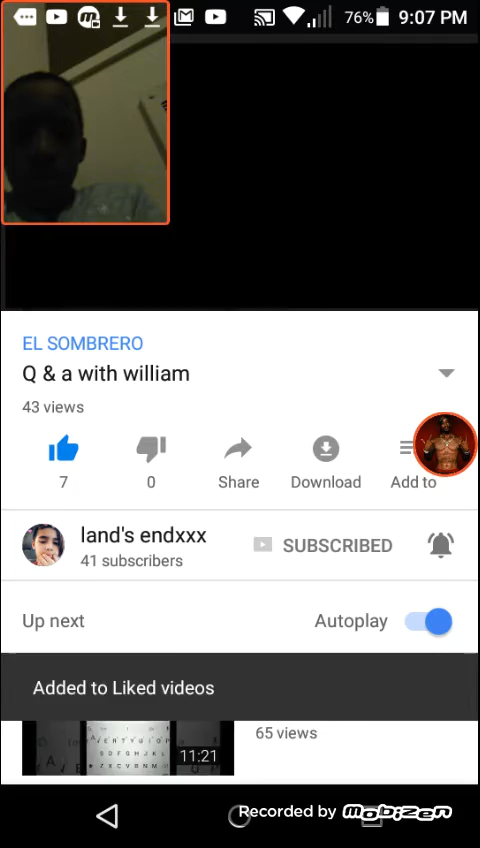 76% 9:07 PM
EL SOMBRERO
Q & a with william
43 views
7
0
Share
Download
Add to
land's endxxx
41 subscribers
SUBSCRIBED
Up next
Autoplay
Added to Liked videos
11:21
65 views
Recorded by mobizen